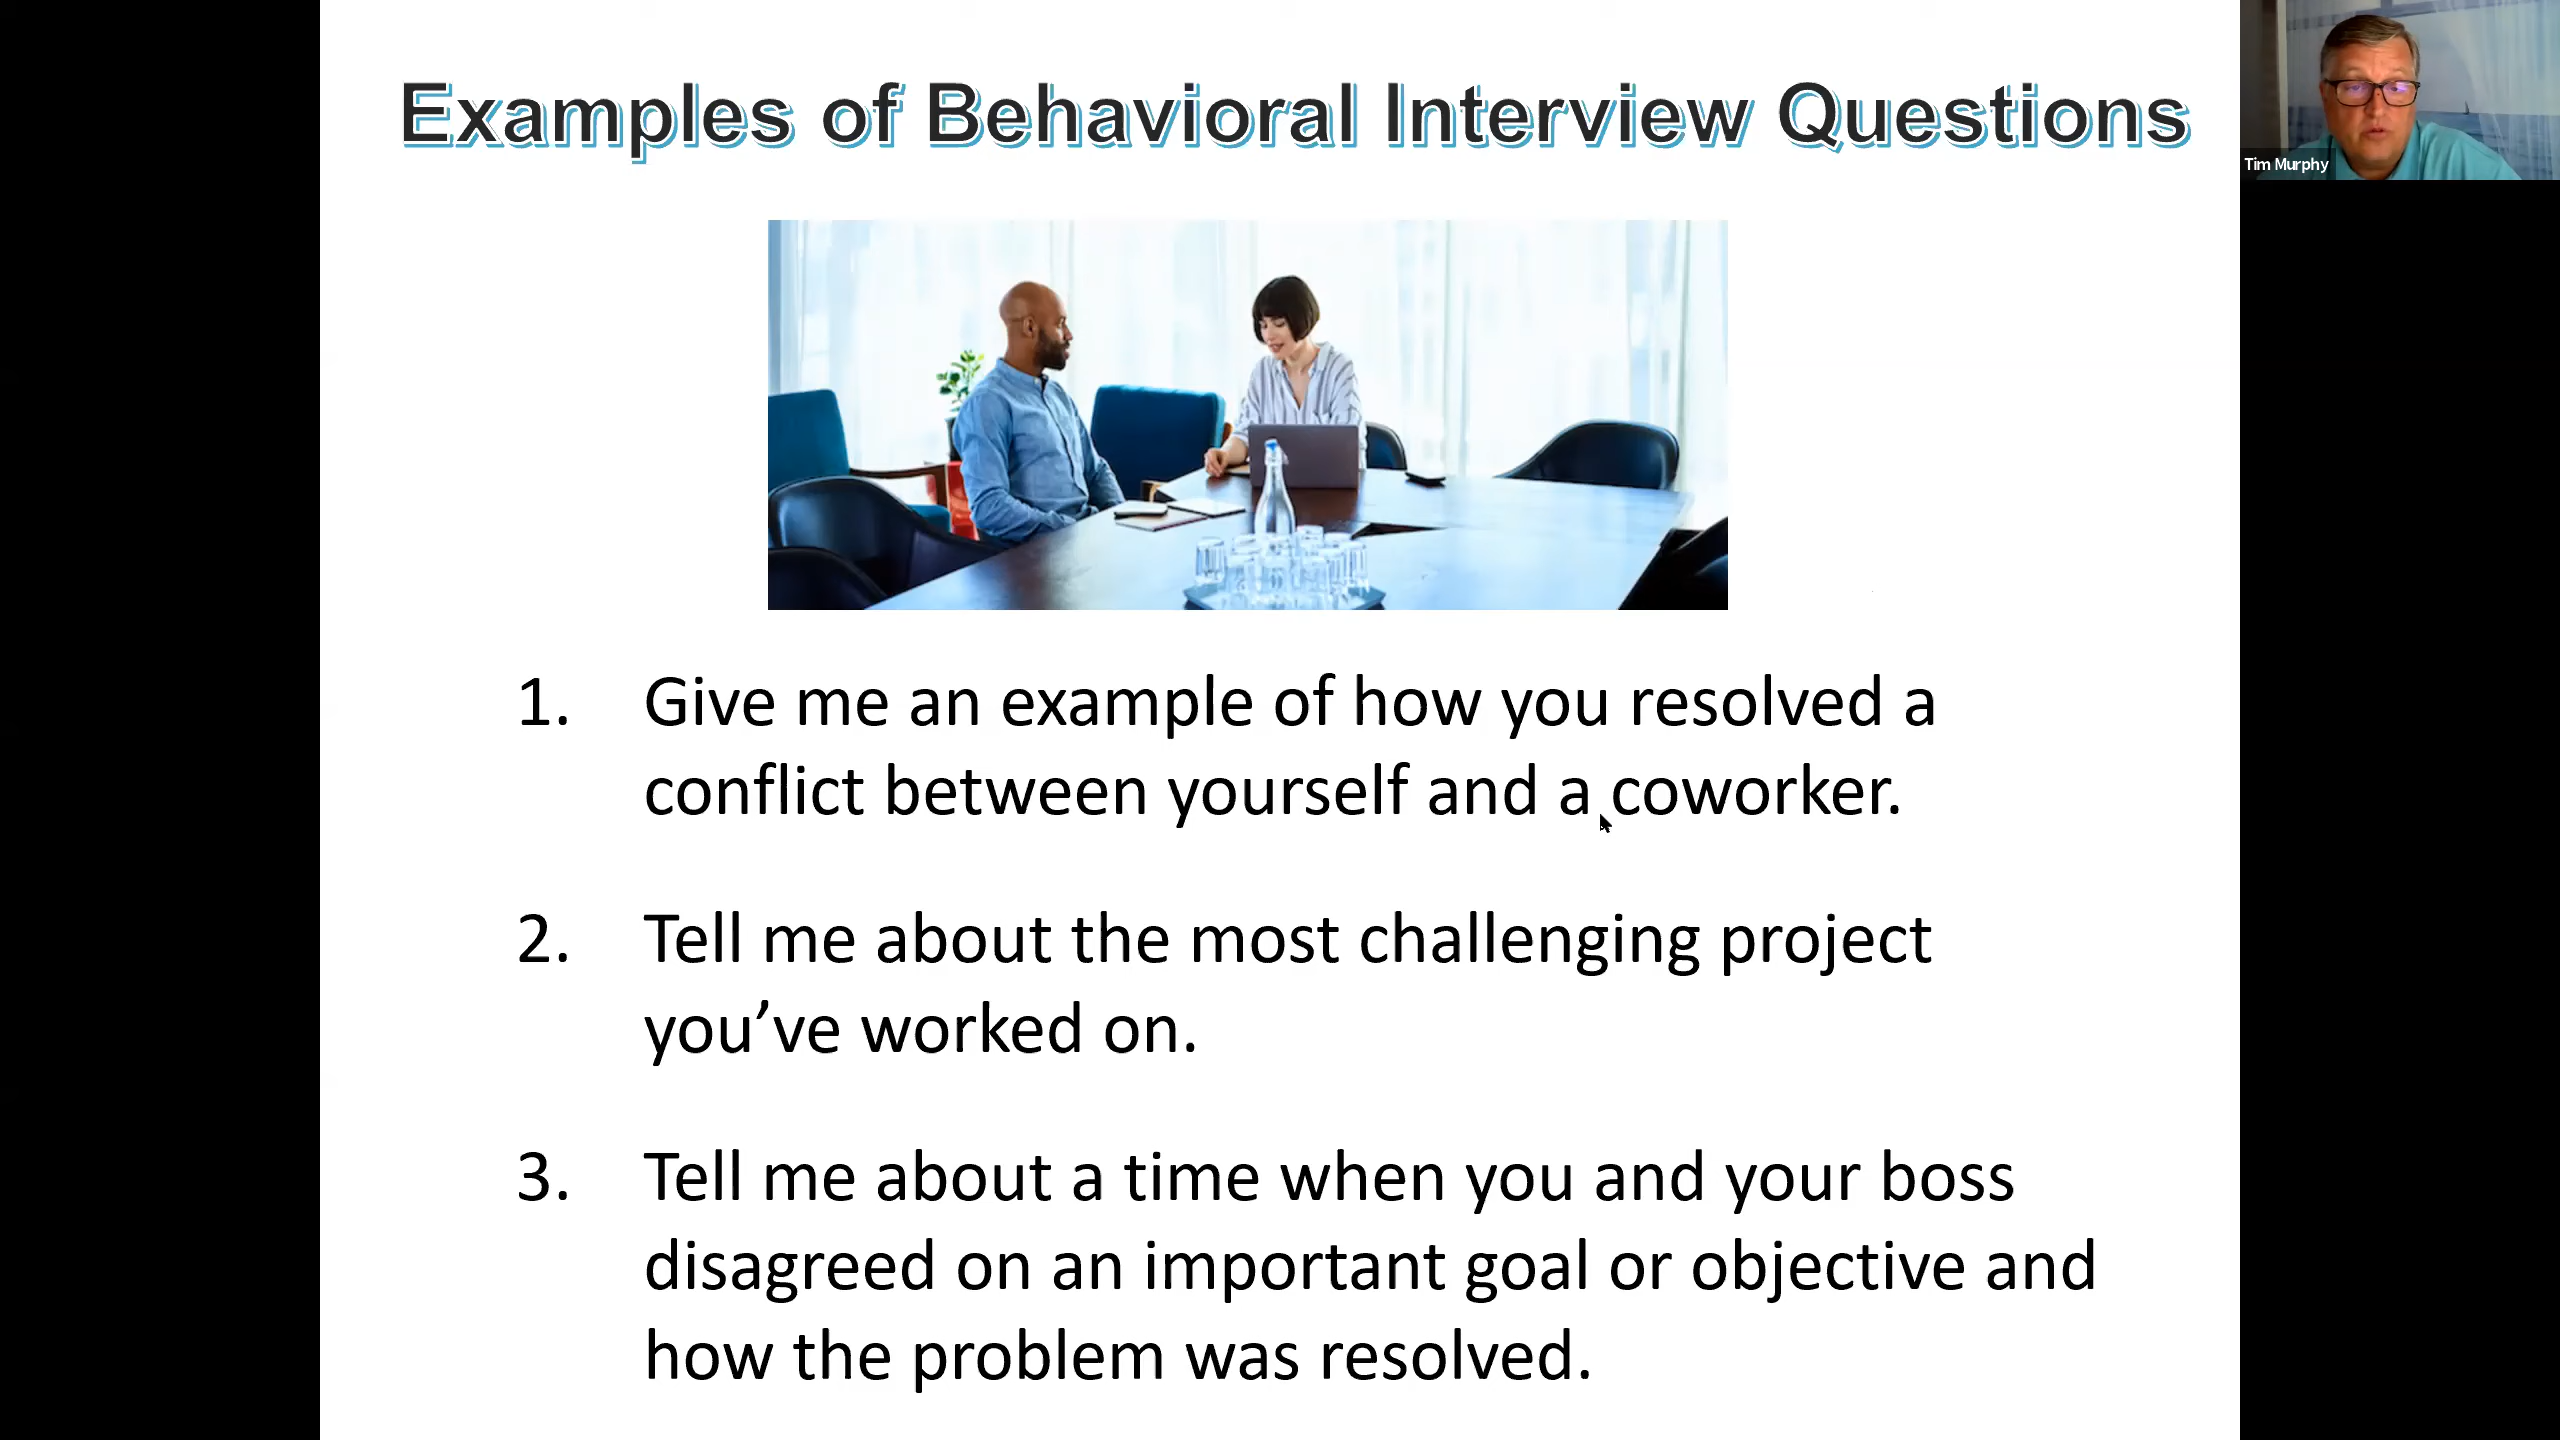 Examples of Behavioral Interview Questions
Tim Murphy
1. Give me an example of how you resolved a
conflict between yourself and a coworker.
2. Tell me about the most challenging project
you’ve worked on.
3. Tell me about a time when you and your boss
disagreed on an important goal or objective and
how the problem was resolved.